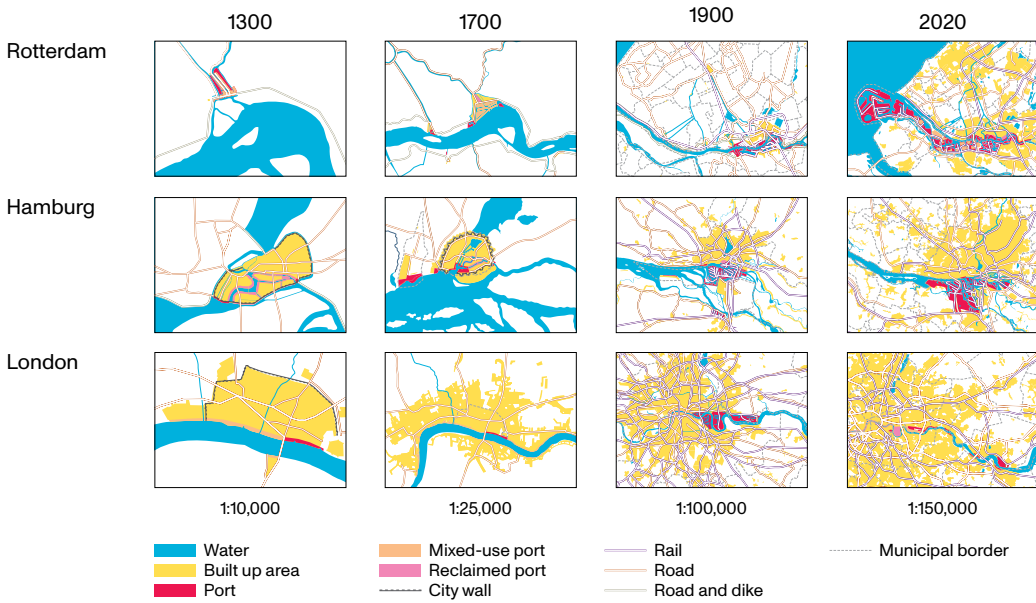 1300 1700 1900 2020
Rotterdam
Hamburg
London
1:10,000 1:25,000 1:100,000 1:150,000
Water Mixed-use port Rail Municipal border
Built up area Reclaimed port Road
Port City wall Road and dike